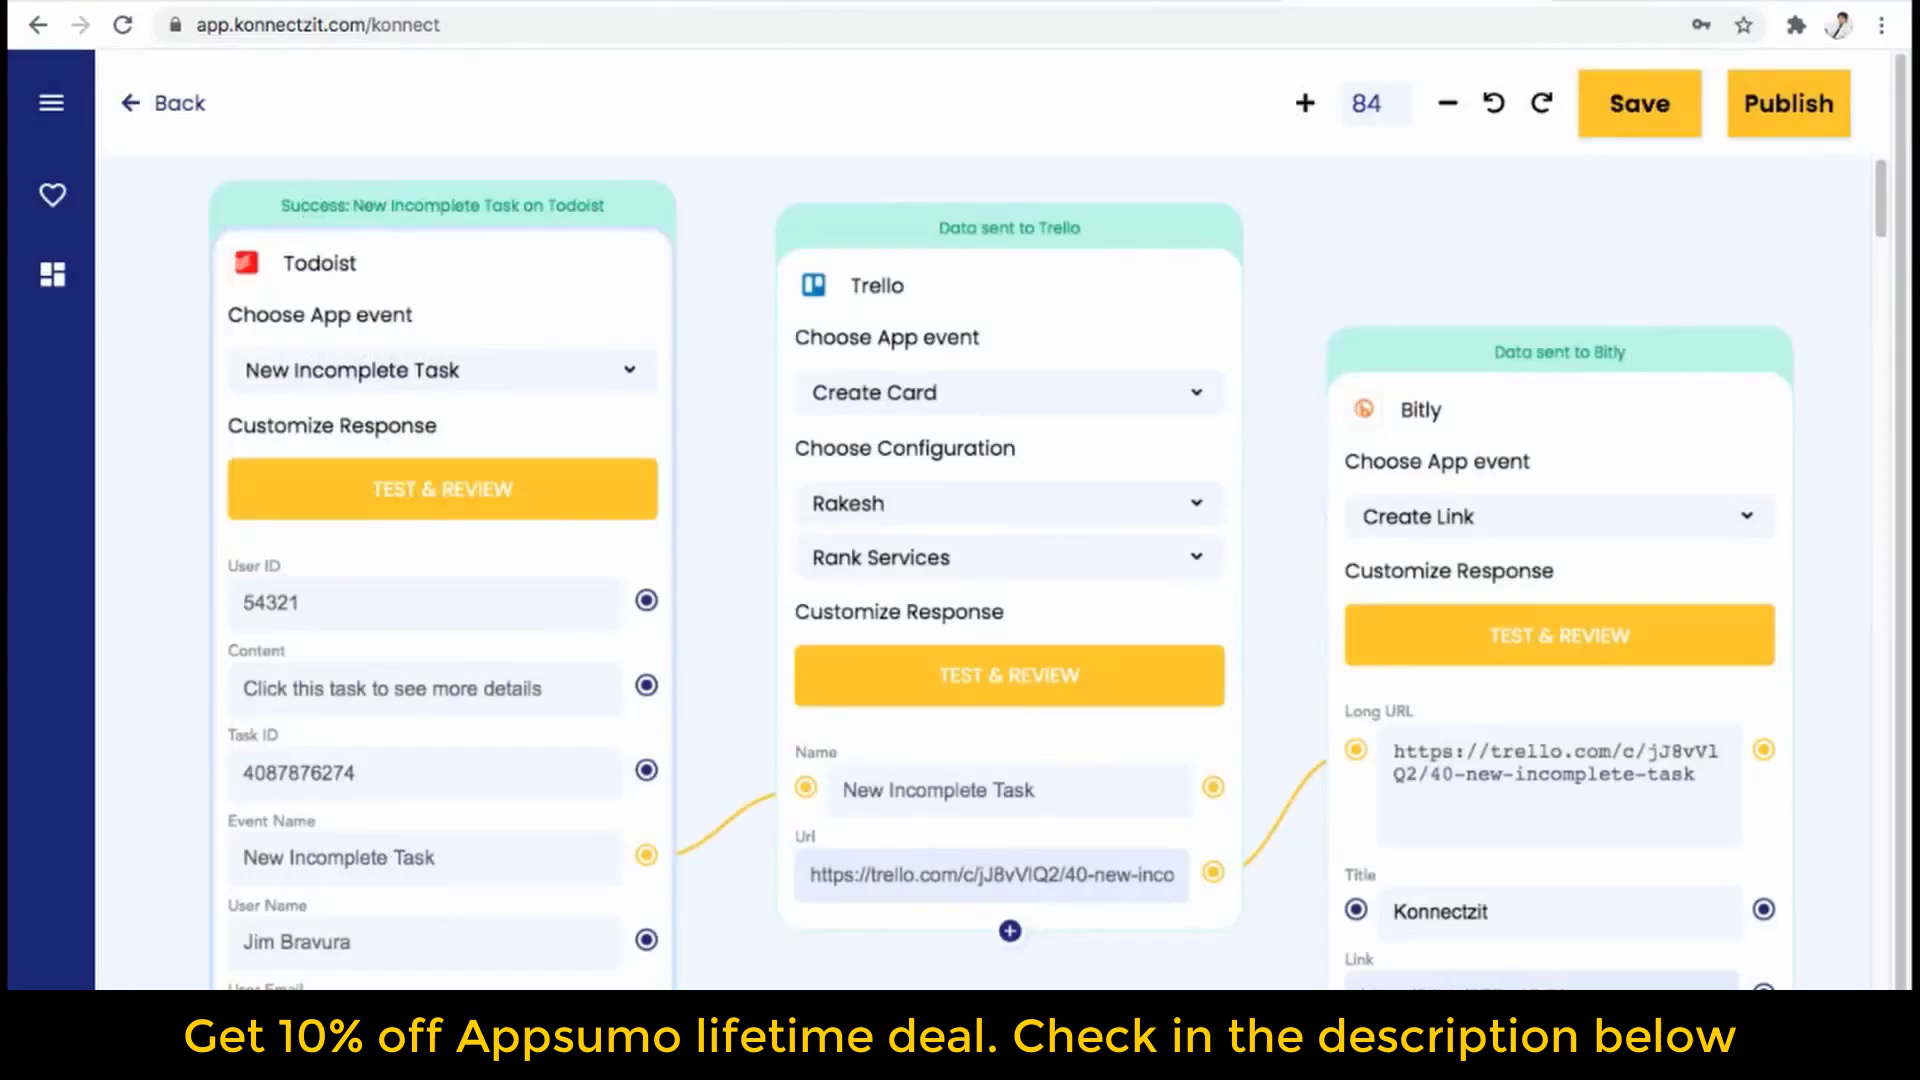 app.konnectzit.com/konnect
Back
84
Save
Publish
Success: New Incomplete Task on Todoist
Todoist
Choose App event
New Incomplete Task
Customize Response
TEST & REVIEW
User ID
54321
Content
Click this task to see more details
Task ID
4087876274
Event Name
New Incomplete Task
User Name
Jim Bravura
User Email
Data sent to Trello
Trello
Choose App event
Create Card
Choose Configuration
Rakesh
Rank Services
Customize Response
TEST & REVIEW
Name
New Incomplete Task
Url
https://trello.com/c/jJ8vVlQ2/40-new-inco
Data sent to Bitly
Bitly
Choose App event
Create Link
Customize Response
TEST & REVIEW
Long URL
https://trello.com/c/jJ8vVl
Q2/40-new-incomplete-task
Title
Konnectzit
Link
Get 10% off Appsumo lifetime deal. Check in the description below